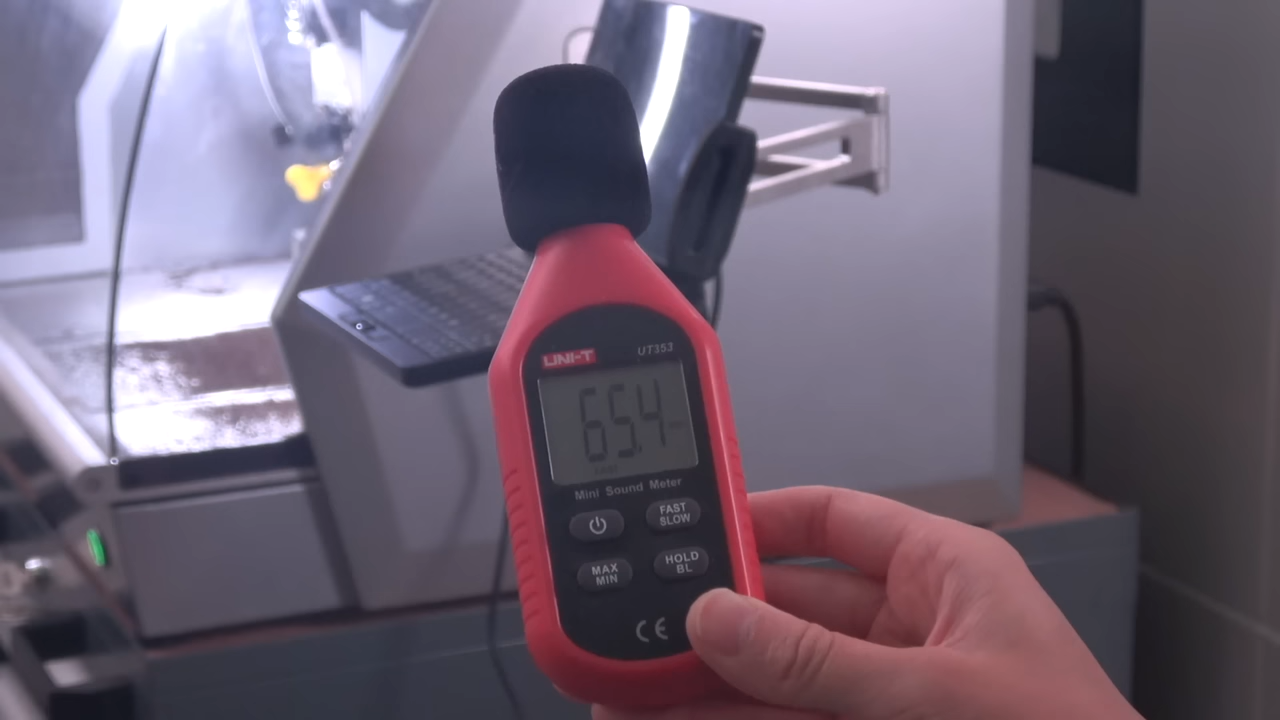 UNI-T UT353
65.4
Mini Sound Meter
FAST
SLOW
MAX
MIN
HOLD
BL
CE